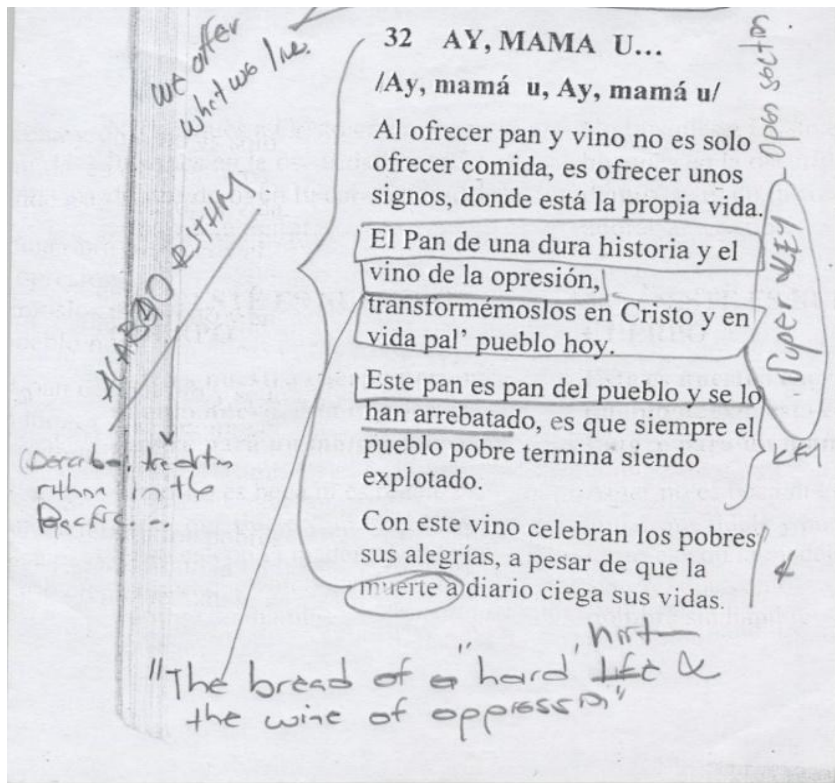 we offer
what we live.
Open section
32 AY, MAMA U...
/Ay, mamá u, Ay, mamá u/
Al ofrecer pan y vino no es solo
ofrecer comida, es ofrecer unos
signos, donde está la propia vida.
El Pan de una dura historia y el
vino de la opresión,
transformémoslos en Cristo y en
vida pal' pueblo hoy.
Este pan es pan del pueblo y se lo
han arrebatado, es que siempre el
pueblo pobre termina siendo
explotado.
Con este vino celebran los pobres
sus alegrías, a pesar de que la
muerte a diario ciega sus vidas.
Super KEY
KEY
ALABAO RITHM
rithm the
Pacific
"The bread of a "hard" life &
the wine of oppression"